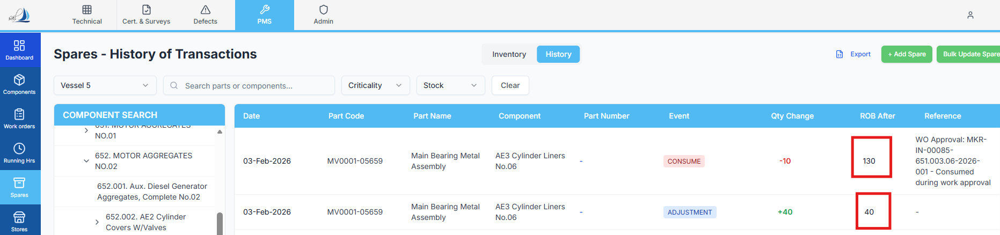 sail
Technical
Cert. & Surveys
Defects
PMS
Admin
Dashboard
Components
Work orders
Running Hrs
Spares
Stores
Spares - History of Transactions
Inventory
History
Export
+ Add Spare
Bulk Update Spare
Vessel 5
Search parts or components...
Criticality
Stock
Clear
COMPONENT SEARCH
651. MOTOR AGGREGATES
NO.01
652. MOTOR AGGREGATES
NO.02
652.001. Aux. Diesel Generator
Aggregates, Complete No.02
652.002. AE2 Cylinder
Covers W/Valves
Date Part Code Part Name Component Part Number Event Qty Change ROB After Reference
03-Feb-2026
MV0001-05659
Main Bearing Metal
Assembly
AE3 Cylinder Liners
No.06
-
CONSUME
-10
130
WO Approval: MKR-
IN-00085-
651.003.06-2026-
001 - Consumed
during work approval
03-Feb-2026
MV0001-05659
Main Bearing Metal
Assembly
AE3 Cylinder Liners
No.06
-
ADJUSTMENT
+40
40
-